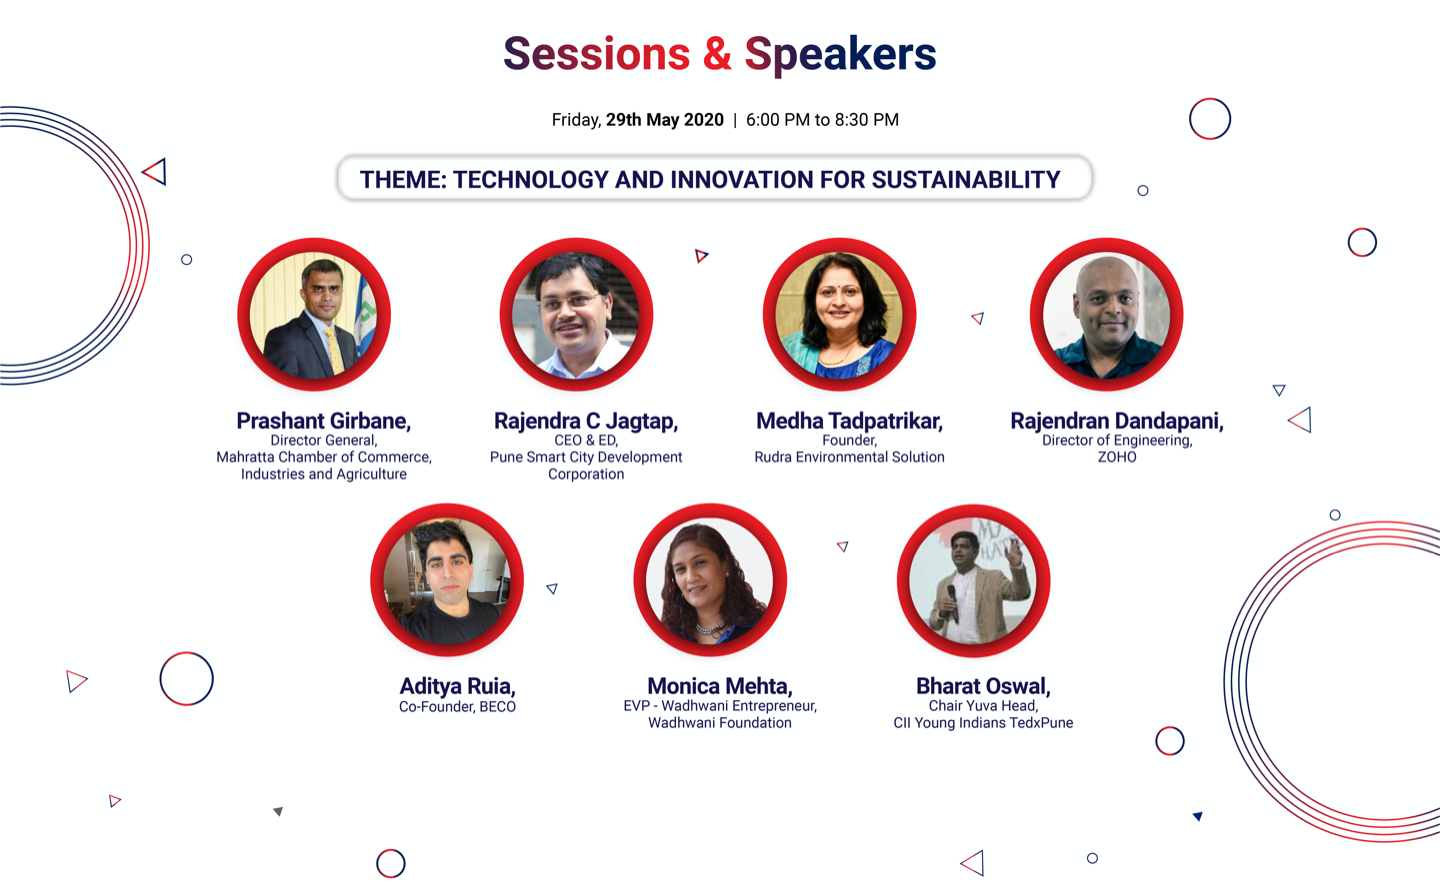 Sessions & Speakers
Friday, 29th May 2020 | 6:00 PM to 8:30 PM
THEME: TECHNOLOGY AND INNOVATION FOR SUSTAINABILITY
Prashant Girbane,
Director General,
Mahratta Chamber of Commerce,
Industries and Agriculture
Rajendra C Jagtap,
CEO & ED,
Pune Smart City Development
Corporation
Medha Tadpatrikar,
Founder,
Rudra Environmental Solution
Rajendran Dandapani,
Director of Engineering,
ZOHO
Aditya Ruia,
Co-Founder, BECO
Monica Mehta,
EVP - Wadhwani Entrepreneur,
Wadhwani Foundation
Bharat Oswal,
Chair Yuva Head,
CII Young Indians TedxPune